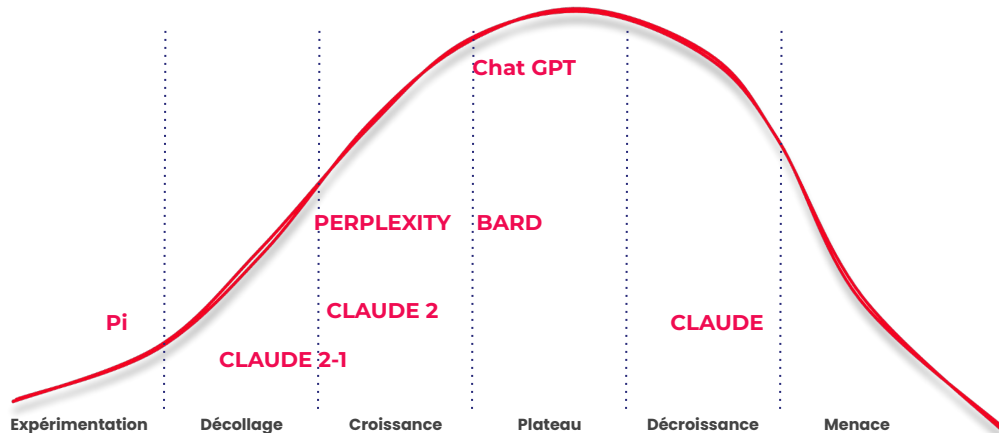 Chat GPT
PERPLEXITY BARD
CLAUDE 2
Pi
CLAUDE
CLAUDE 2-1
Expérimentation Décollage Croissance Plateau Décroissance Menace